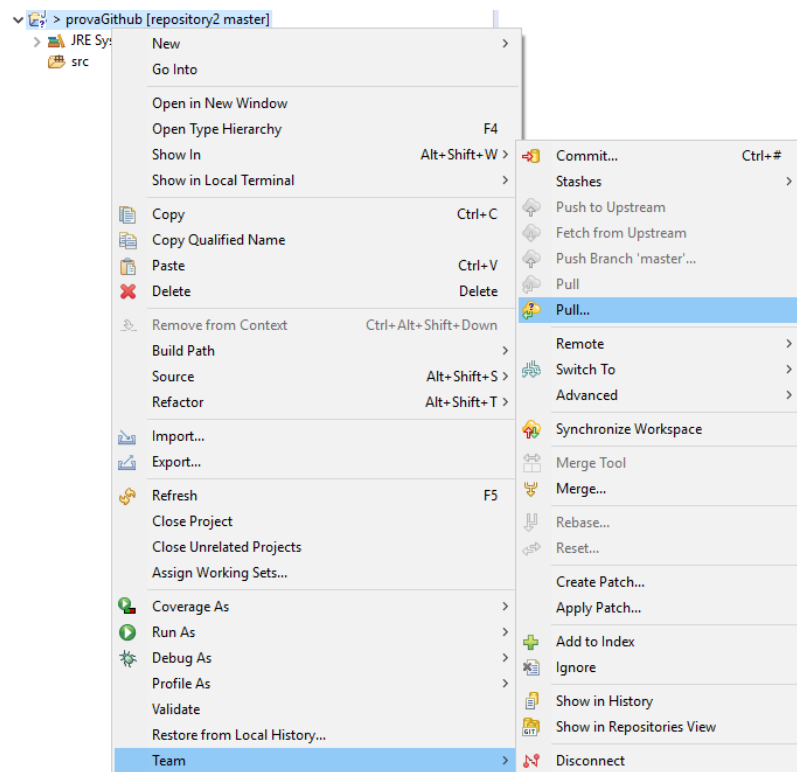 > provaGithub [repository2 master]
JRE Sy
src
New
Go Into
Open in New Window
Open Type Hierarchy F4
Show In Alt+Shift+W
Show in Local Terminal
Copy Ctrl+C
Copy Qualified Name
Paste Ctrl+V
Delete Delete
Remove from Context Ctrl+Alt+Shift+Down
Build Path
Source Alt+Shift+S
Refactor Alt+Shift+T
Import...
Export...
Refresh F5
Close Project
Close Unrelated Projects
Assign Working Sets...
Coverage As
Run As
Debug As
Profile As
Validate
Restore from Local History...
Team
Commit... Ctrl+#
Stashes
Push to Upstream
Fetch from Upstream
Push Branch 'master'...
Pull
Pull...
Remote
Switch To
Advanced
Synchronize Workspace
Merge Tool
Merge...
Rebase...
Reset...
Create Patch...
Apply Patch...
Add to Index
Ignore
Show in History
GIT Show in Repositories View
Disconnect